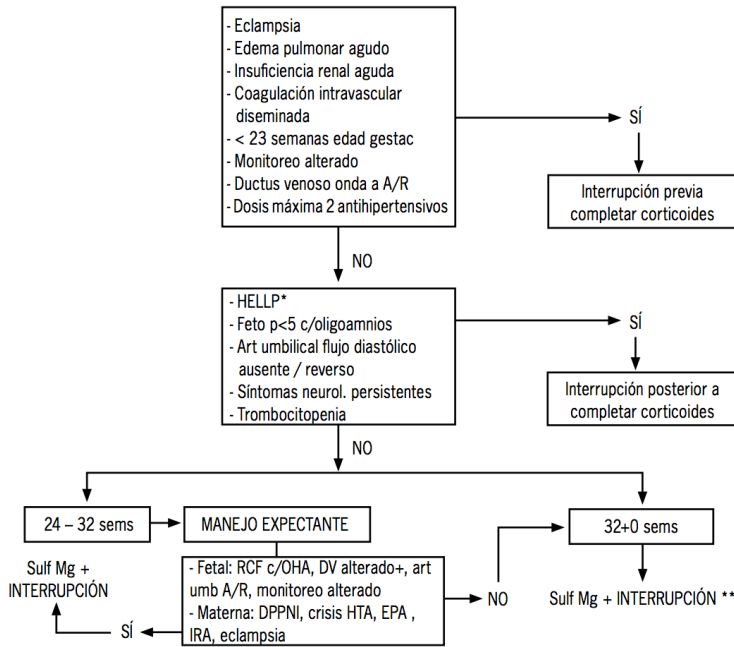 - Eclampsia
- Edema pulmonar agudo
- Insuficiencia renal aguda
- Coagulación intravascular
diseminada
- < 23 semanas edad gestac
- Monitoreo alterado
- Ductus venoso onda a A/R
- Dosis máxima 2 antihipertensivos
SÍ
Interrupción previa
completar corticoides
NO
- HELLP*
- Feto p<5 c/oligoamnios
- Art umbilical flujo diastólico
ausente / reverso
- Síntomas neurol. persistentes
- Trombocitopenia
SÍ
Interrupción posterior a
completar corticoides
NO
24 – 32 sems
MANEJO EXPECTANTE
32+0 sems
- Fetal: RCF c/OHA, DV alterado+, art
umb A/R, monitoreo alterado
- Materna: DPPNI, crisis HTA, EPA ,
IRA, eclampsia
Sulf Mg +
INTERRUPCIÓN
SÍ
NO
Sulf Mg + INTERRUPCIÓN **